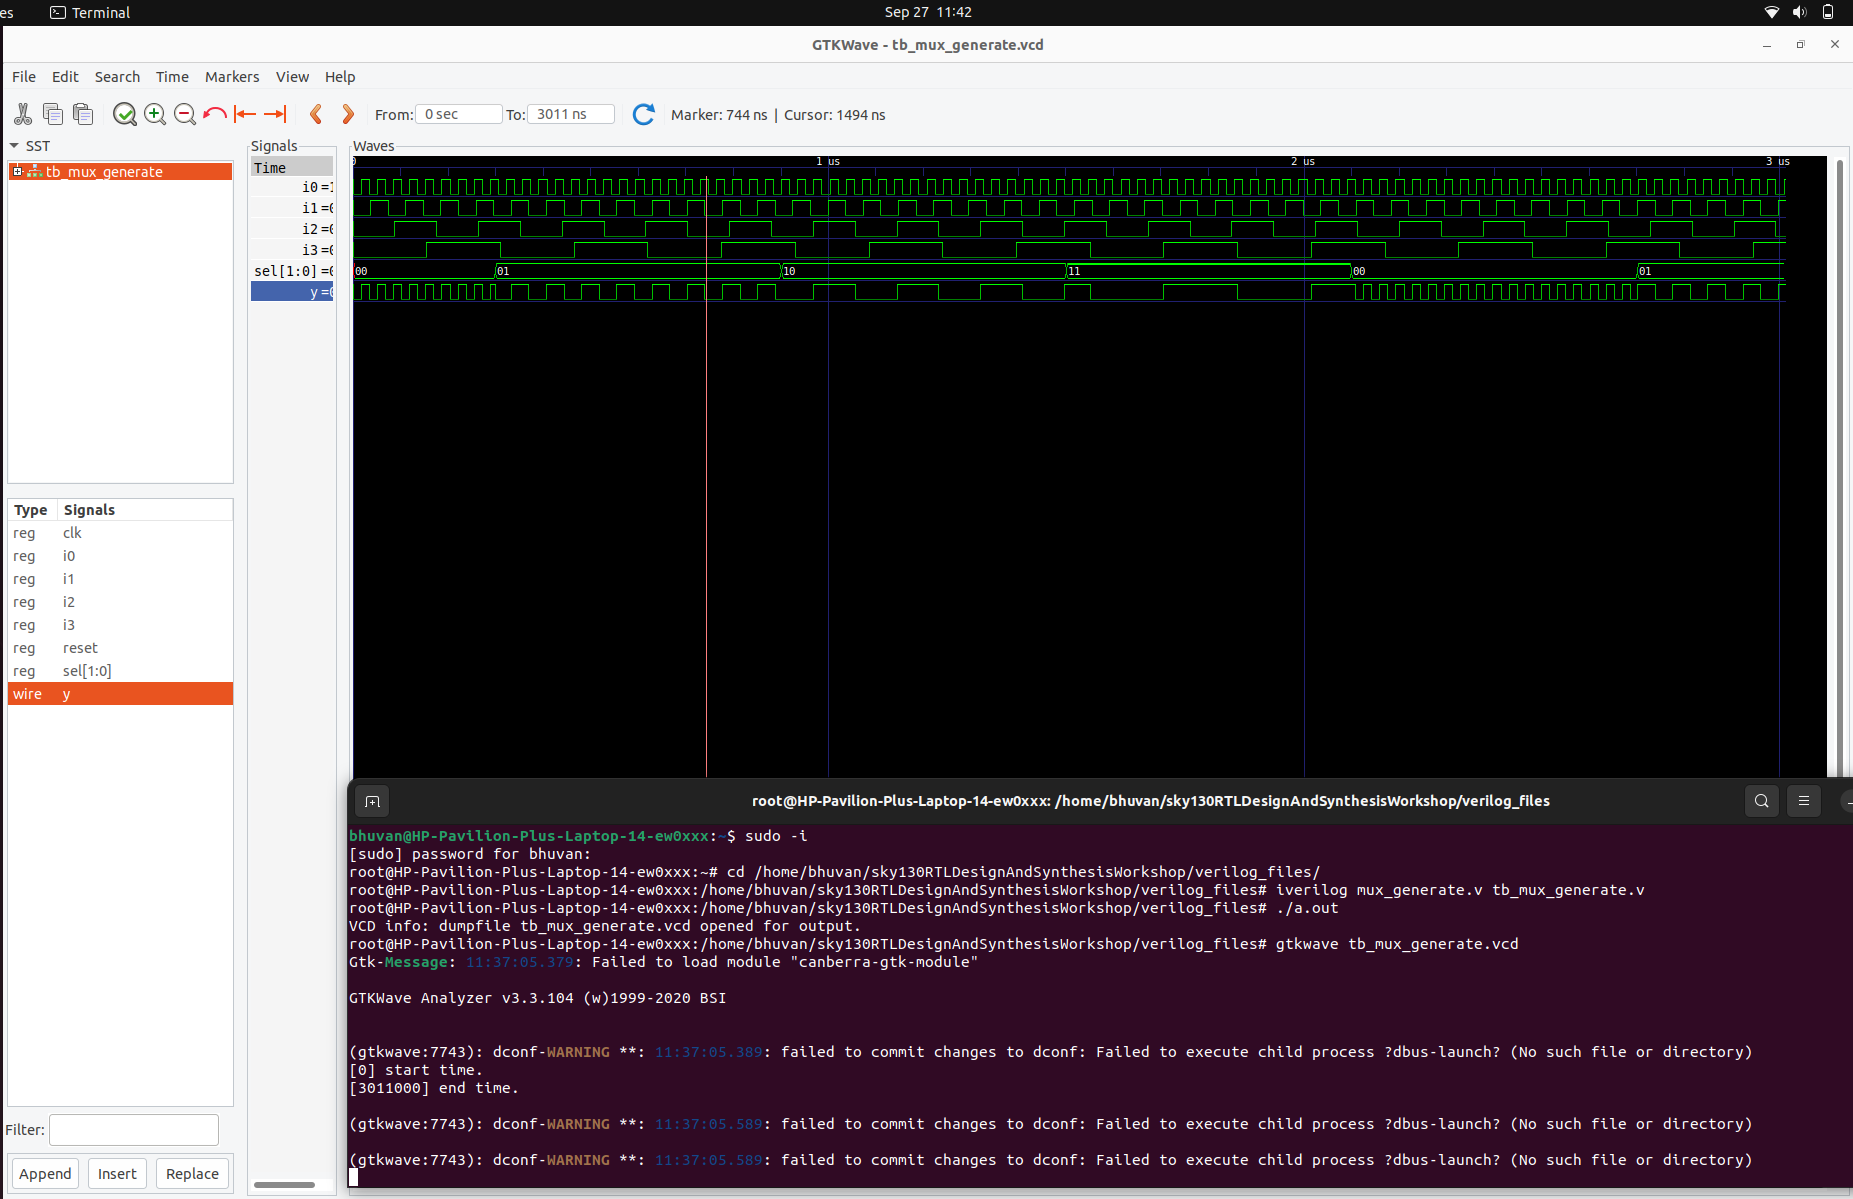 es Terminal Sep 27 11:42
GTKWave - tb_mux_generate.vcd
File Edit Search Time Markers View Help
From: 0 sec To: 3011 ns Marker: 744 ns | Cursor: 1494 ns
SST
tb_mux_generate
Type Signals
reg clk
reg i0
reg i1
reg i2
reg i3
reg reset
reg sel[1:0]
wire y
Filter:
Append Insert Replace
Signals
Time
i0 =1
i1 =0
i2 =0
i3 =0
sel[1:0] =0
y =0
Waves
0 1 us 2 us 3 us
00 01 10 11 00 01
root@HP-Pavilion-Plus-Laptop-14-ew0xxx: /home/bhuvan/sky130RTLDesignAndSynthesisWorkshop/verilog_files
bhuvan@HP-Pavilion-Plus-Laptop-14-ew0xxx:~$ sudo -i
[sudo] password for bhuvan:
root@HP-Pavilion-Plus-Laptop-14-ew0xxx:~# cd /home/bhuvan/sky130RTLDesignAndSynthesisWorkshop/verilog_files/
root@HP-Pavilion-Plus-Laptop-14-ew0xxx:/home/bhuvan/sky130RTLDesignAndSynthesisWorkshop/verilog_files# iverilog mux_generate.v tb_mux_generate.v
root@HP-Pavilion-Plus-Laptop-14-ew0xxx:/home/bhuvan/sky130RTLDesignAndSynthesisWorkshop/verilog_files# ./a.out
VCD info: dumpfile tb_mux_generate.vcd opened for output.
root@HP-Pavilion-Plus-Laptop-14-ew0xxx:/home/bhuvan/sky130RTLDesignAndSynthesisWorkshop/verilog_files# gtkwave tb_mux_generate.vcd
Gtk-Message: 11:37:05.379: Failed to load module "canberra-gtk-module"
GTKWave Analyzer v3.3.104 (w)1999-2020 BSI
(gtkwave:7743): dconf-WARNING **: 11:37:05.389: failed to commit changes to dconf: Failed to execute child process ?dbus-launch? (No such file or directory)
[0] start time.
[3011000] end time.
(gtkwave:7743): dconf-WARNING **: 11:37:05.589: failed to commit changes to dconf: Failed to execute child process ?dbus-launch? (No such file or directory)
(gtkwave:7743): dconf-WARNING **: 11:37:05.589: failed to commit changes to dconf: Failed to execute child process ?dbus-launch? (No such file or directory)